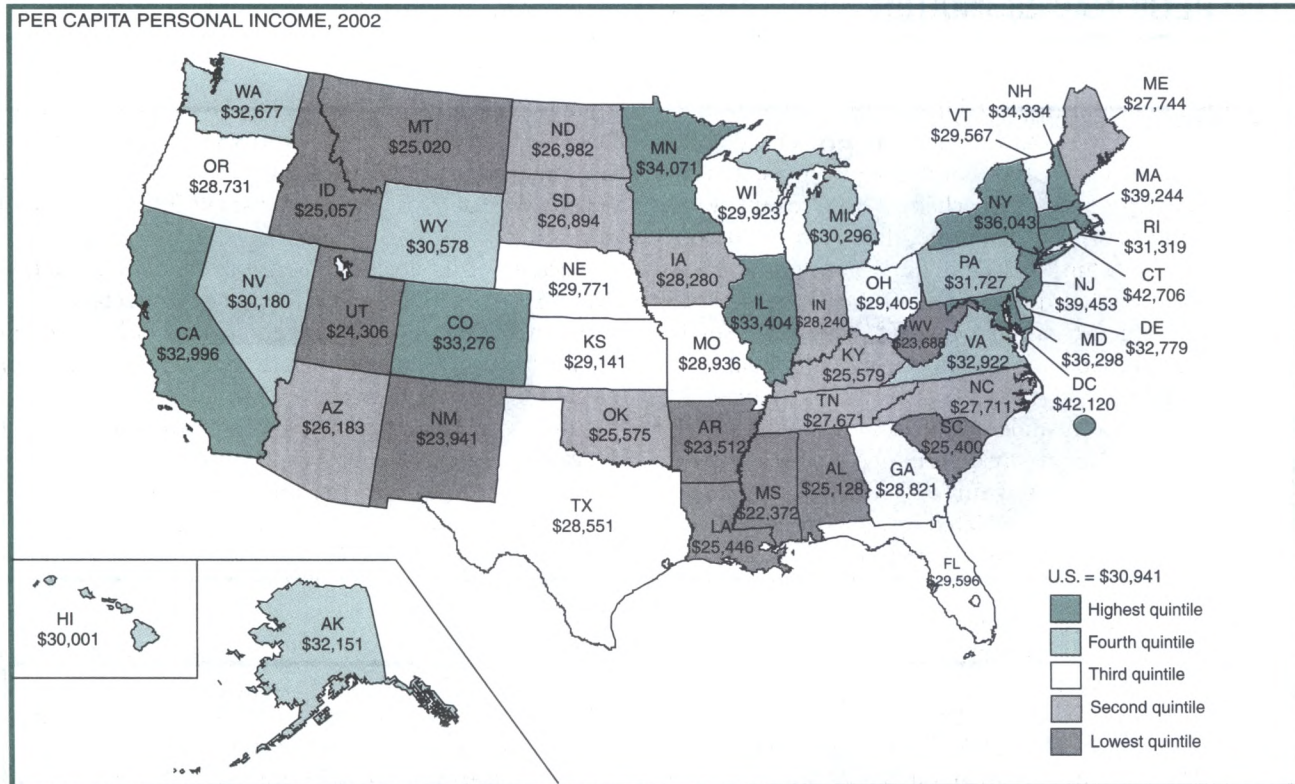 PER CAPITA PERSONAL INCOME, 2002
WA
$32,677
OR
$28,731
CA
$32,996
NV
$30,180
ID
$25,057
MT
$25,020
WY
$30,578
UT
$24,306
CO
$33,276
AZ
$26,183
NM
$23,941
ND
$26,982
SD
$26,894
NE
$29,771
KS
$29,141
OK
$25,575
TX
$28,551
MN
$34,071
IA
$28,280
MO
$28,936
AR
$23,512
LA
$25,446
WI
$29,923
IL
$33,404
MI
$30,296
IN
$28,240
OH
$29,405
KY
$25,579
TN
$27,671
MS
$22,372
AL
$25,128
GA
$28,821
FL
$29,596
SC
$25,400
NC
$27,711
WV
$23,688
VA
$32,922
PA
$31,727
NY
$36,043
VT
$29,567
NH
$34,334
ME
$27,744
MA
$39,244
RI
$31,319
CT
$42,706
NJ
$39,453
DE
$32,779
MD
$36,298
DC
$42,120
HI
$30,001
AK
$32,151
U.S. = $30,941
Highest quintile
Fourth quintile
Third quintile
Second quintile
Lowest quintile